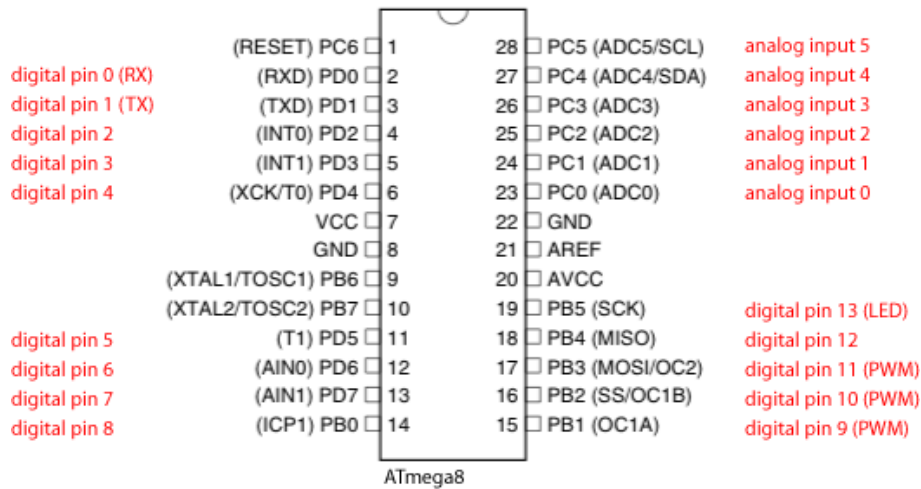 (RESET) PC6 1 28 PC5 (ADC5/SCL) analog input 5
digital pin 0 (RX) (RXD) PD0 2 27 PC4 (ADC4/SDA) analog input 4
digital pin 1 (TX) (TXD) PD1 3 26 PC3 (ADC3) analog input 3
digital pin 2 (INT0) PD2 4 25 PC2 (ADC2) analog input 2
digital pin 3 (INT1) PD3 5 24 PC1 (ADC1) analog input 1
digital pin 4 (XCK/T0) PD4 6 23 PC0 (ADC0) analog input 0
VCC 7 22 GND
GND 8 21 AREF
(XTAL1/TOSC1) PB6 9 20 AVCC
(XTAL2/TOSC2) PB7 10 19 PB5 (SCK) digital pin 13 (LED)
digital pin 5 (T1) PD5 11 18 PB4 (MISO) digital pin 12
digital pin 6 (AIN0) PD6 12 17 PB3 (MOSI/OC2) digital pin 11 (PWM)
digital pin 7 (AIN1) PD7 13 16 PB2 (SS/OC1B) digital pin 10 (PWM)
digital pin 8 (ICP1) PB0 14 15 PB1 (OC1A) digital pin 9 (PWM)
ATmega8